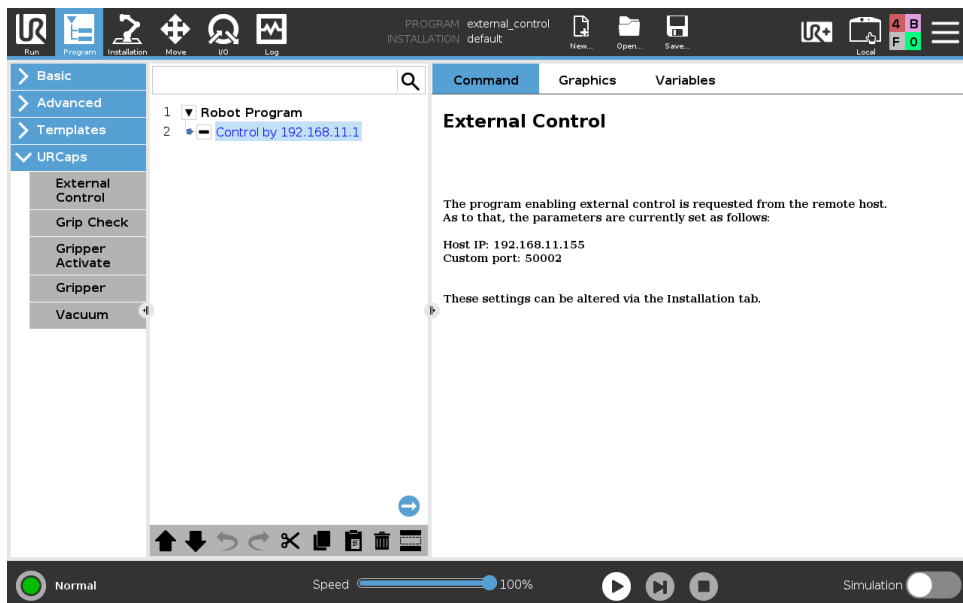 UR
Run
Program
Installation
Move
I/O
Log
PROGRAM external_control
INSTALLATION default
New...
Open...
Save...
UR+
Local
4 B
F 0
Basic
Advanced
Templates
URCaps
External
Control
Grip Check
Gripper
Activate
Gripper
Vacuum
1 Robot Program
2 Control by 192.168.11.1
Command Graphics Variables
External Control
The program enabling external control is requested from the remote host.
As to that, the parameters are currently set as follows:
Host IP: 192.168.11.155
Custom port: 50002
These settings can be altered via the Installation tab.
Normal
Speed 100%
Simulation